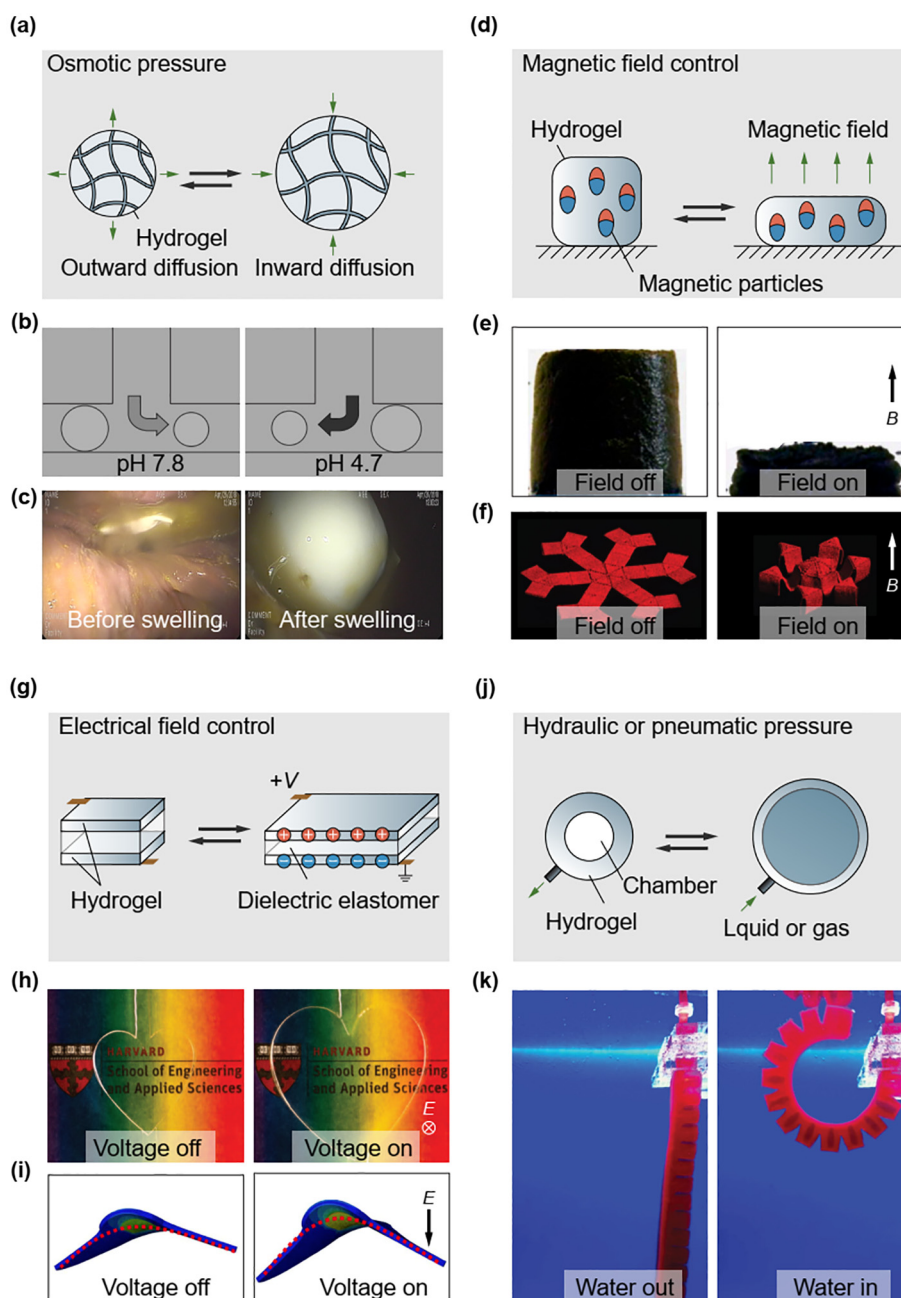 (a)
Osmotic pressure
Hydrogel
Outward diffusion
Inward diffusion
(b)
pH 7.8
pH 4.7
(c)
Before swelling
COMMENT
After swelling
(d)
Magnetic field control
Hydrogel
Magnetic field
Magnetic particles
(e)
Field off
B
Field on
(f)
Field off
B
Field on
(g)
Electrical field control
+V
Hydrogel
Dielectric elastomer
(h)
HARVARD
School of Engineering
and Applied Sciences
Voltage off
HARVARD
School of Engineering
and Applied Sciences
E
Voltage on
(i)
Voltage off
E
Voltage on
(j)
Hydraulic or pneumatic pressure
Chamber
Hydrogel
Lquid or gas
(k)
Water out
Water in